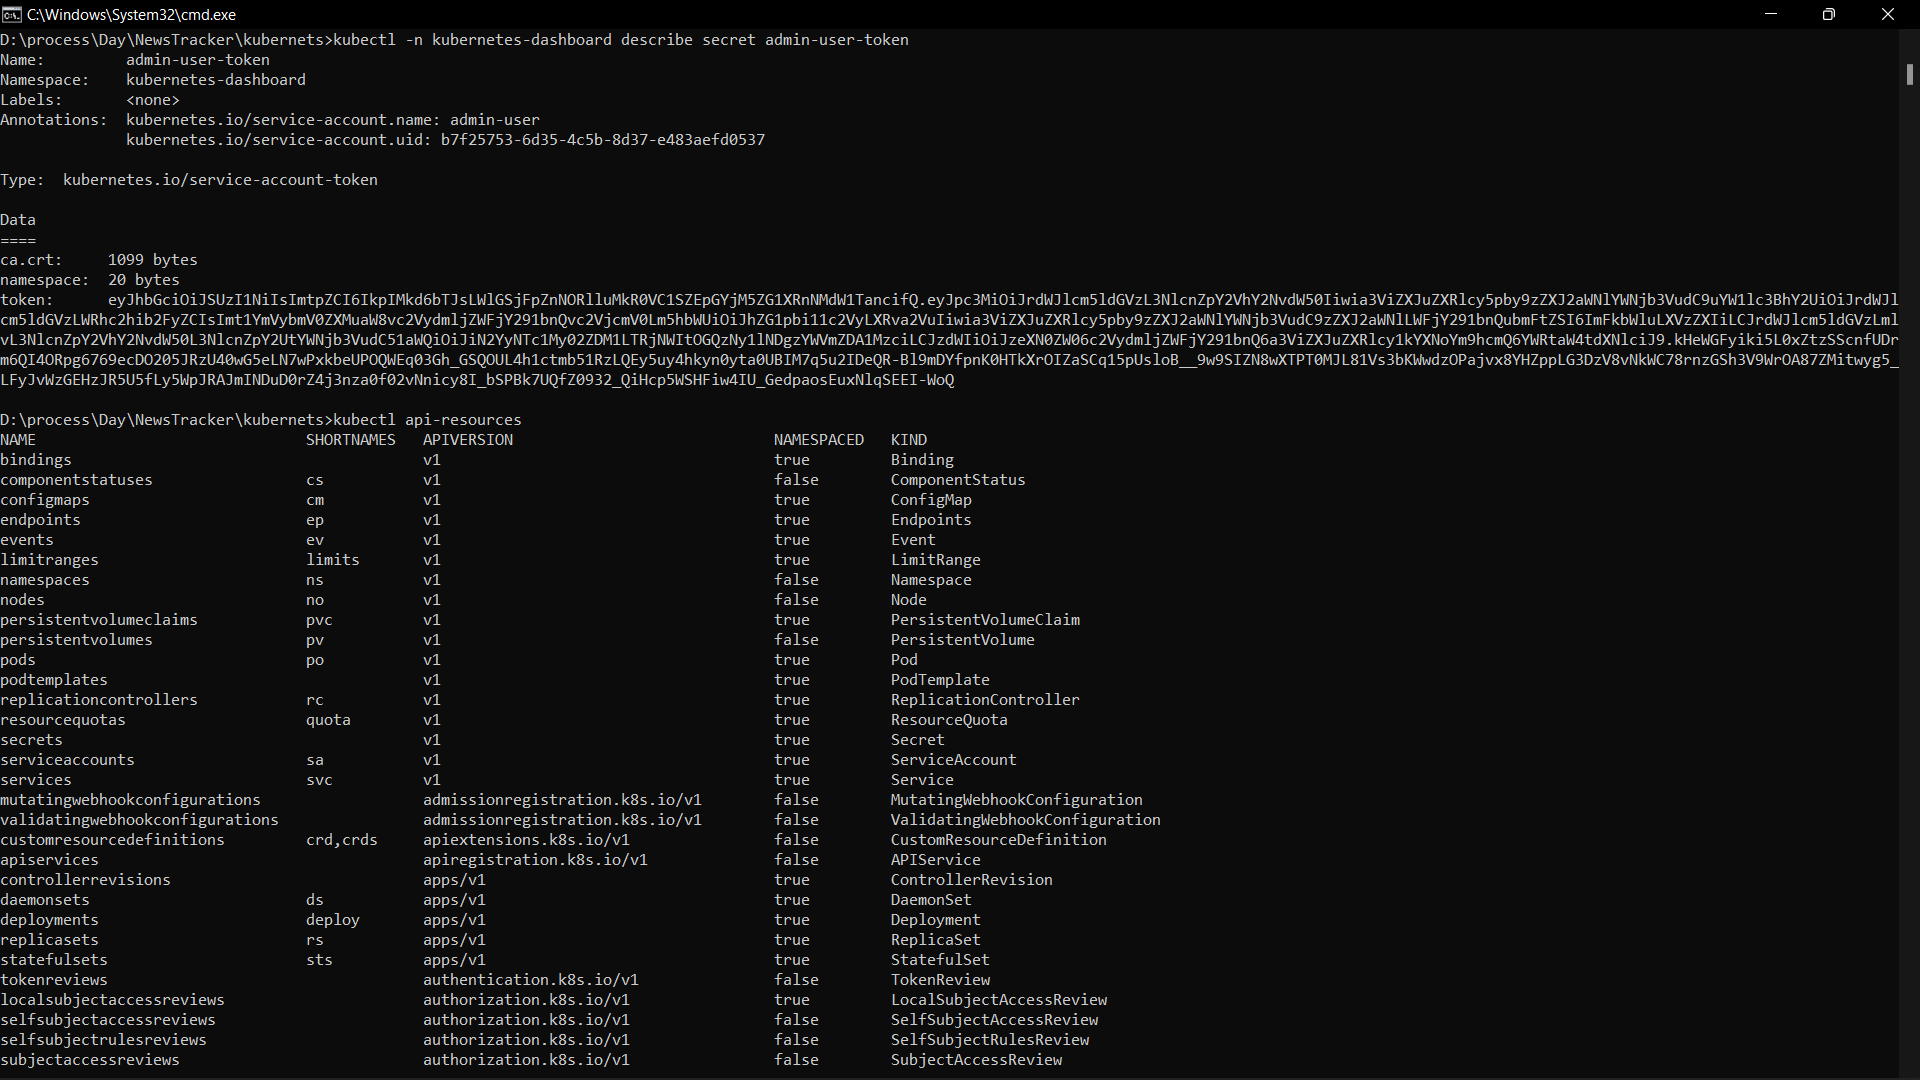 C:\Windows\System32\cmd.exe
D:\process\Day\NewsTracker\kubernets>kubectl -n kubernetes-dashboard describe secret admin-user-token
Name:         admin-user-token
Namespace:    kubernetes-dashboard
Labels:       <none>
Annotations:  kubernetes.io/service-account.name: admin-user
              kubernetes.io/service-account.uid: b7f25753-6d35-4c5b-8d37-e483aefd0537
Type:  kubernetes.io/service-account-token
Data
====
ca.crt:     1099 bytes
namespace:  20 bytes
token:
D:\process\Day\NewsTracker\kubernets>kubectl api-resources
NAME                              SHORTNAMES   APIVERSION                             NAMESPACED   KIND
bindings                                       v1                                     true         Binding
componentstatuses                 cs           v1                                     false        ComponentStatus
configmaps                        cm           v1                                     true         ConfigMap
endpoints                         ep           v1                                     true         Endpoints
events                            ev           v1                                     true         Event
limitranges                       limits       v1                                     true         LimitRange
namespaces                        ns           v1                                     false        Namespace
nodes                             no           v1                                     false        Node
persistentvolumeclaims            pvc          v1                                     true         PersistentVolumeClaim
persistentvolumes                 pv           v1                                     false        PersistentVolume
pods                              po           v1                                     true         Pod
podtemplates                                   v1                                     true         PodTemplate
replicationcontrollers            rc           v1                                     true         ReplicationController
resourcequotas                    quota        v1                                     true         ResourceQuota
secrets                                        v1                                     true         Secret
serviceaccounts                   sa           v1                                     true         ServiceAccount
services                          svc          v1                                     true         Service
mutatingwebhookconfigurations                  admissionregistration.k8s.io/v1        false        MutatingWebhookConfiguration
validatingwebhookconfigurations                admissionregistration.k8s.io/v1        false        ValidatingWebhookConfiguration
customresourcedefinitions         crd,crds     apiextensions.k8s.io/v1                false        CustomResourceDefinition
apiservices                                    apiregistration.k8s.io/v1              false        APIService
controllerrevisions                            apps/v1                                true         ControllerRevision
daemonsets                        ds           apps/v1                                true         DaemonSet
deployments                       deploy       apps/v1                                true         Deployment
replicasets                       rs           apps/v1                                true         ReplicaSet
statefulsets                      sts          apps/v1                                true         StatefulSet
tokenreviews                                   authentication.k8s.io/v1               false        TokenReview
localsubjectaccessreviews                      authorization.k8s.io/v1                true         LocalSubjectAccessReview
selfsubjectaccessreviews                       authorization.k8s.io/v1                false        SelfSubjectAccessReview
selfsubjectrulesreviews                        authorization.k8s.io/v1                false        SelfSubjectRulesReview
subjectaccessreviews                           authorization.k8s.io/v1                false        SubjectAccessReview